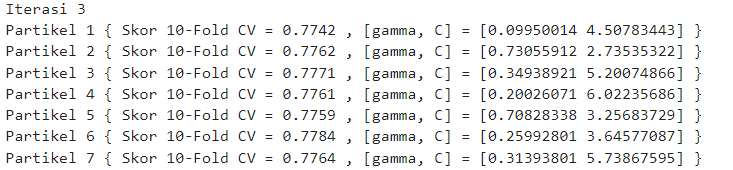 Iterasi 3
Partikel 1 { Skor 10-Fold CV = 0.7742 , [gamma, C] = [0.09950014 4.50783443] }
Partikel 2 { Skor 10-Fold CV = 0.7762 , [gamma, C] = [0.73055912 2.73535322] }
Partikel 3 { Skor 10-Fold CV = 0.7771 , [gamma, C] = [0.34938921 5.20074866] }
Partikel 4 { Skor 10-Fold CV = 0.7761 , [gamma, C] = [0.20026071 6.02235686] }
Partikel 5 { Skor 10-Fold CV = 0.7759 , [gamma, C] = [0.70828338 3.25683729] }
Partikel 6 { Skor 10-Fold CV = 0.7784 , [gamma, C] = [0.25992801 3.64577087] }
Partikel 7 { Skor 10-Fold CV = 0.7764 , [gamma, C] = [0.31393801 5.73867595] }